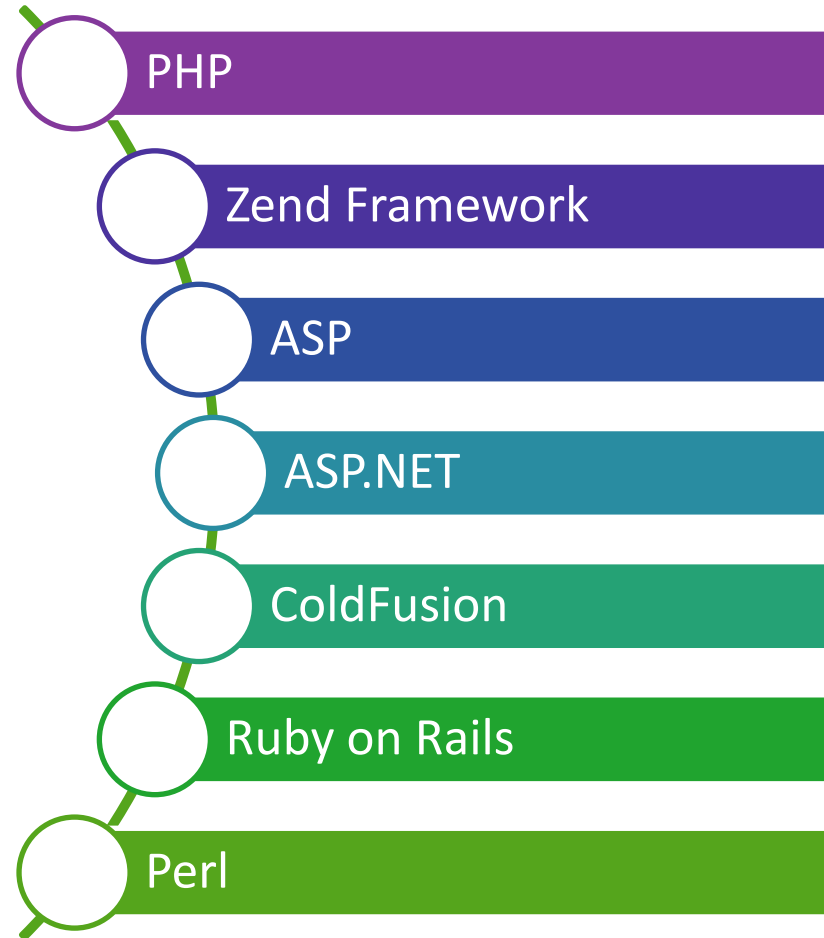 PHP
Zend Framework
ASP
ASP.NET
ColdFusion
Ruby on Rails
Perl